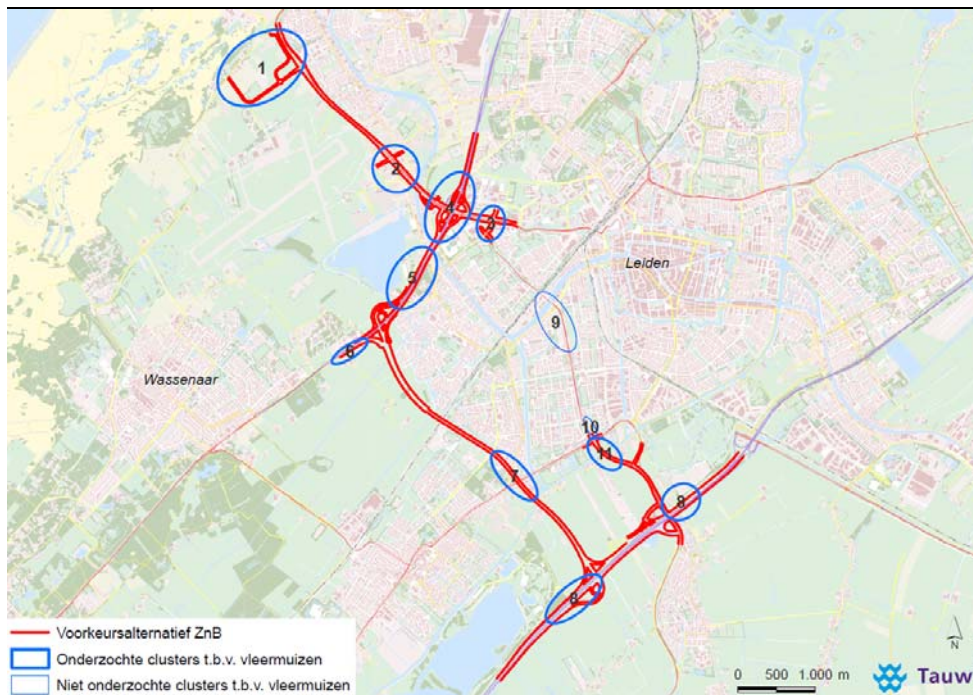 1
2
4
3
5
Leiden
9
6
Wassenaar
10
11
7
8
8
Voorkeursalternatief ZnB
Onderzochte clusters t.b.v. vleermuizen
Niet onderzochte clusters t.b.v. vleermuizen
0 500 1.000 m
N
Tauw